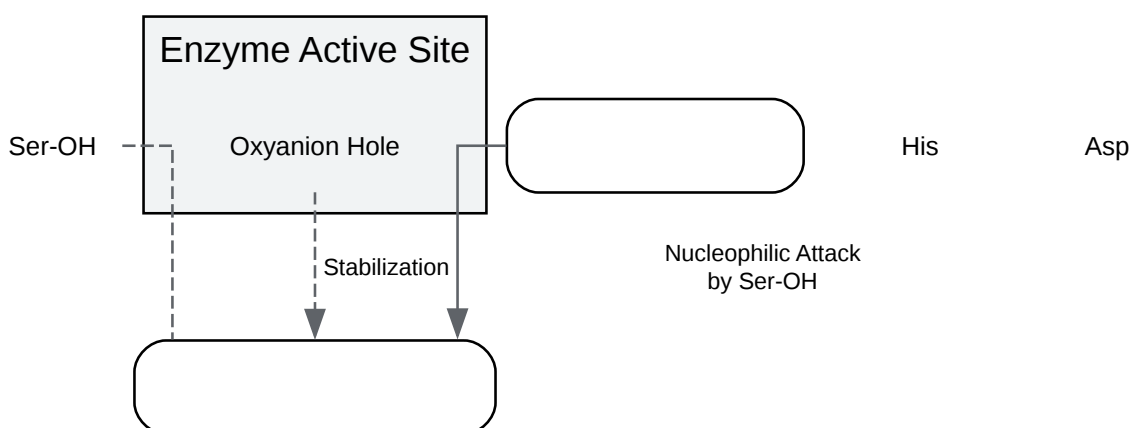 Enzyme Active Site
Ser-OH
Oxyanion Hole
His
Asp
Nucleophilic Attack
by Ser-OH
Stabilization